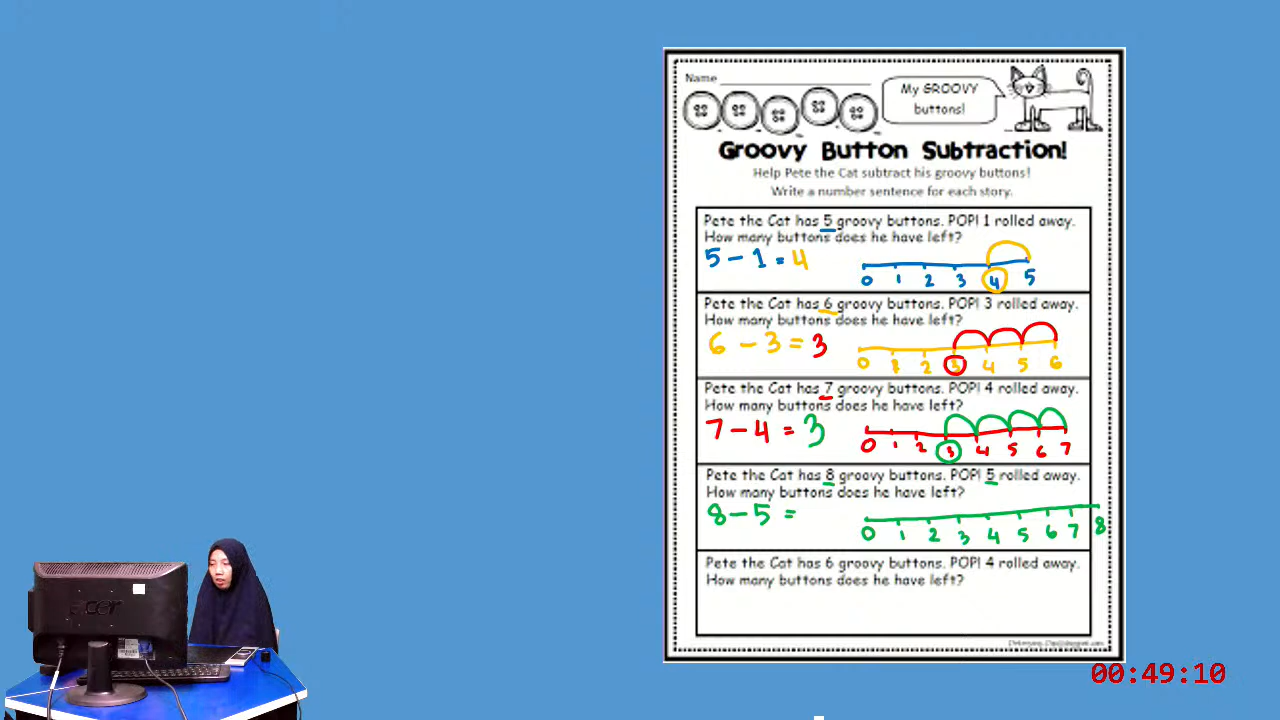 Name
My GROOVY
buttons!
Groovy Button Subtraction!
Help Pete the Cat subtract his groovy buttons!
Write a number sentence for each story.
Pete the Cat has 5 groovy buttons. POP! 1 rolled away.
How many buttons does he have left?
5 - 1 = 4
0 1 2 3 4 5
Pete the Cat has 6 groovy buttons. POP! 3 rolled away.
How many buttons does he have left?
6 - 3 = 3
0 1 2 3 4 5 6
Pete the Cat has 7 groovy buttons. POP! 4 rolled away.
How many buttons does he have left?
7 - 4 = 3
0 1 2 3 4 5 6 7
Pete the Cat has 8 groovy buttons. POP! 5 rolled away.
How many buttons does he have left?
8 - 5 =
0 1 2 3 4 5 6 7 8
Pete the Cat has 6 groovy buttons. POP! 4 rolled away.
How many buttons does he have left?
acer
00:49:10